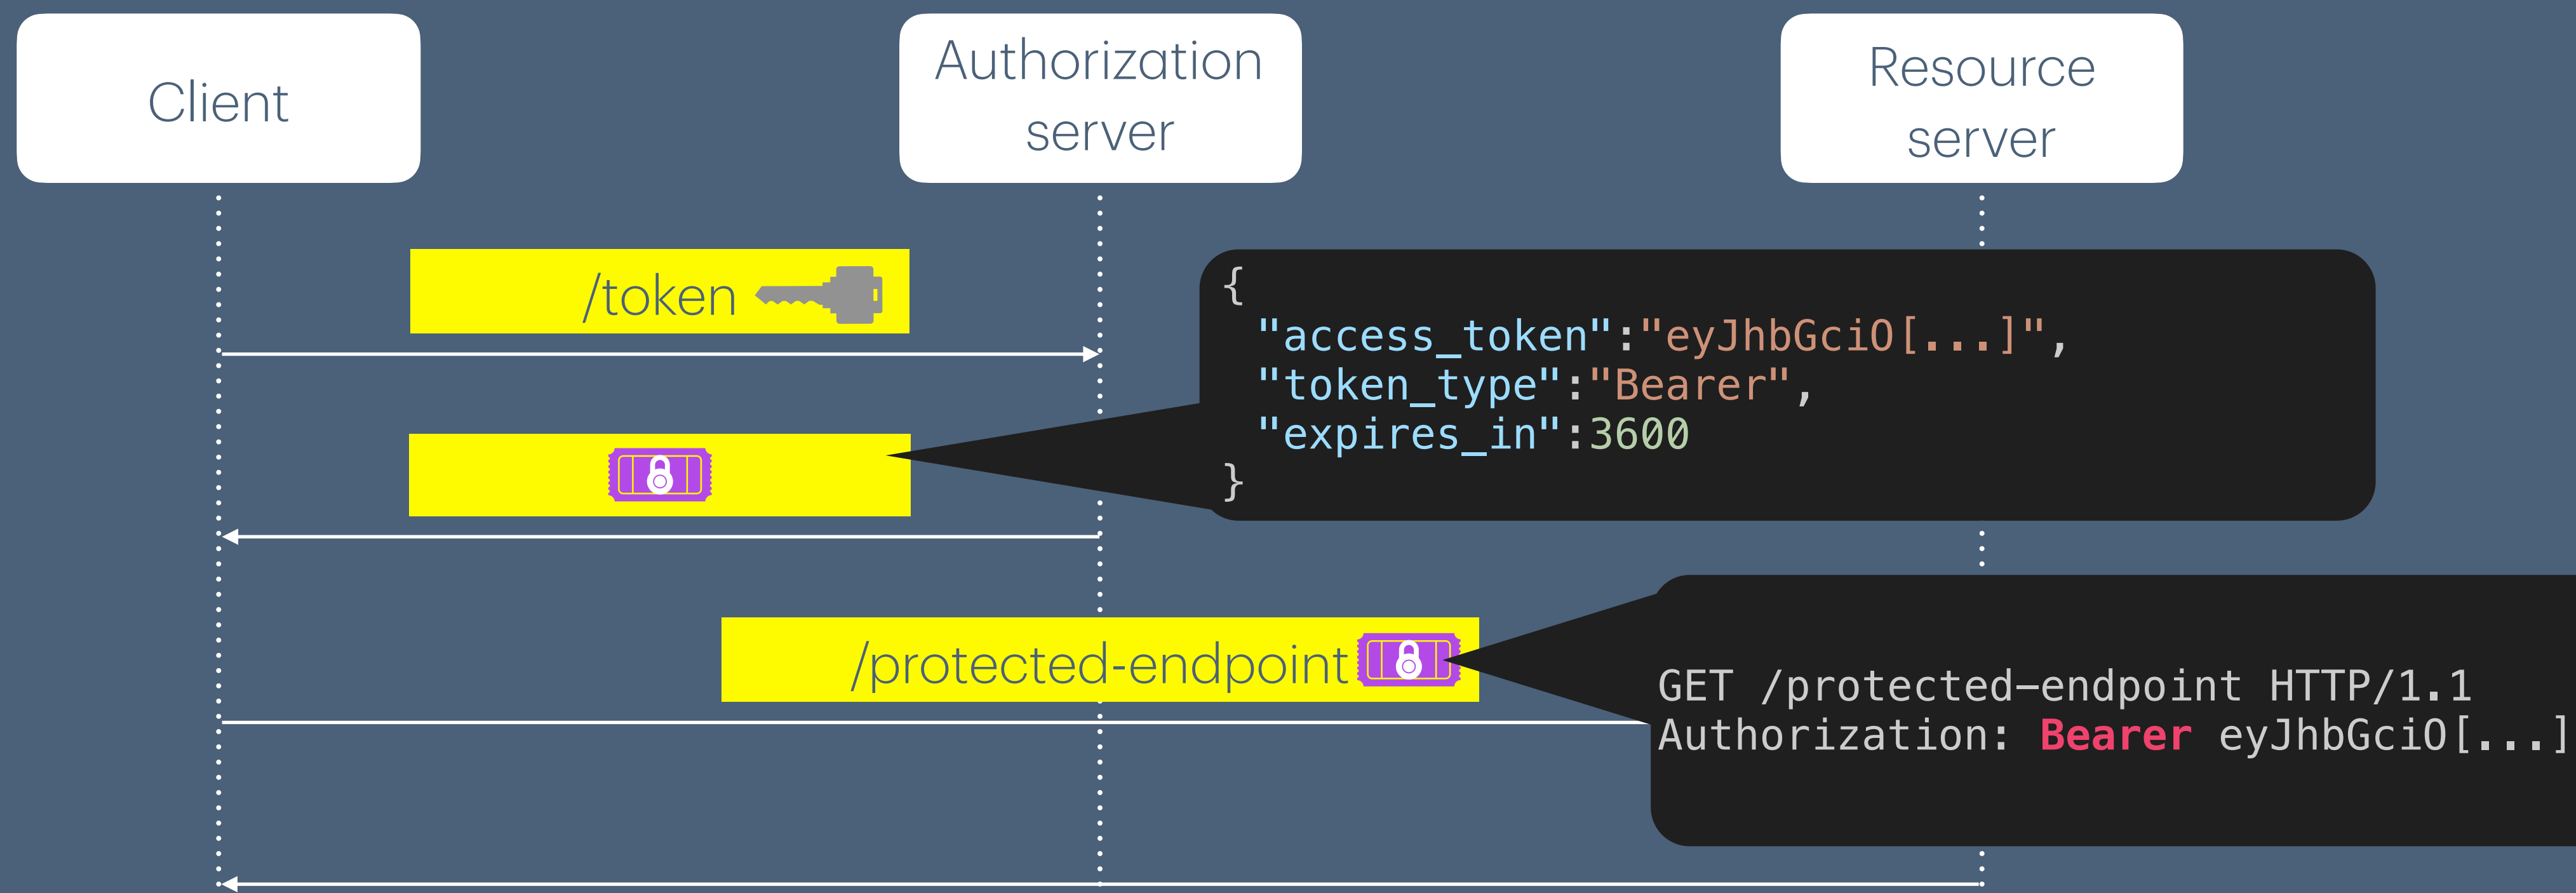 Client
Authorization
server
Resource
server
/token
{
"access_token":"eyJhbGciO[...]",
"token_type":"Bearer",
"expires_in":3600
}
/protected-endpoint
GET /protected-endpoint HTTP/1.1
Authorization: Bearer eyJhbGciO[...]